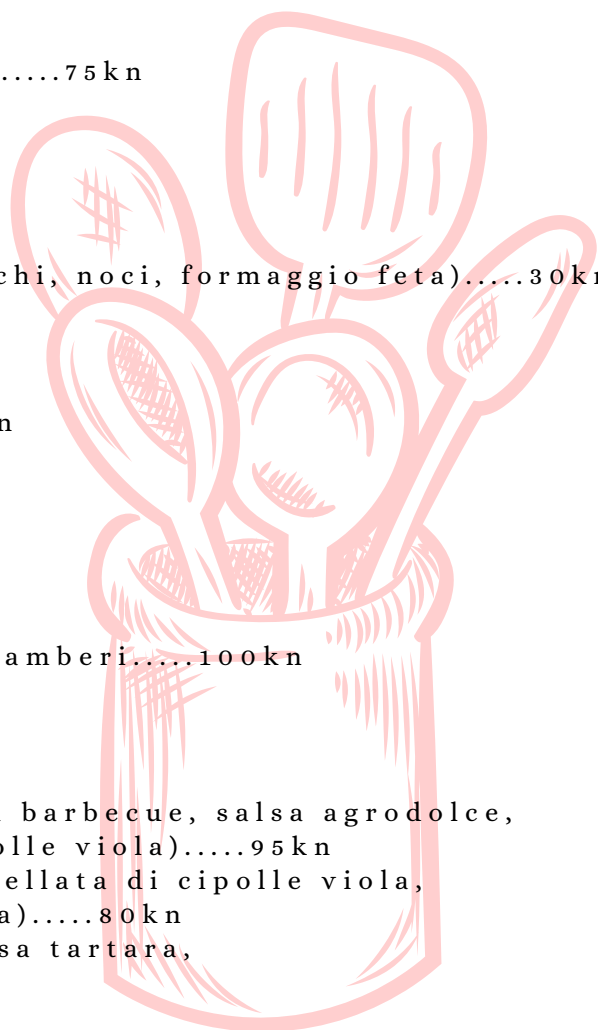 .....75kn
chi, noci, formaggio feta).....30kn
n
amberi.....100kn
barbecue, salsa agrodolce,
olle viola).....95kn
ellata di cipolle viola,
a).....80kn
sa tartara,